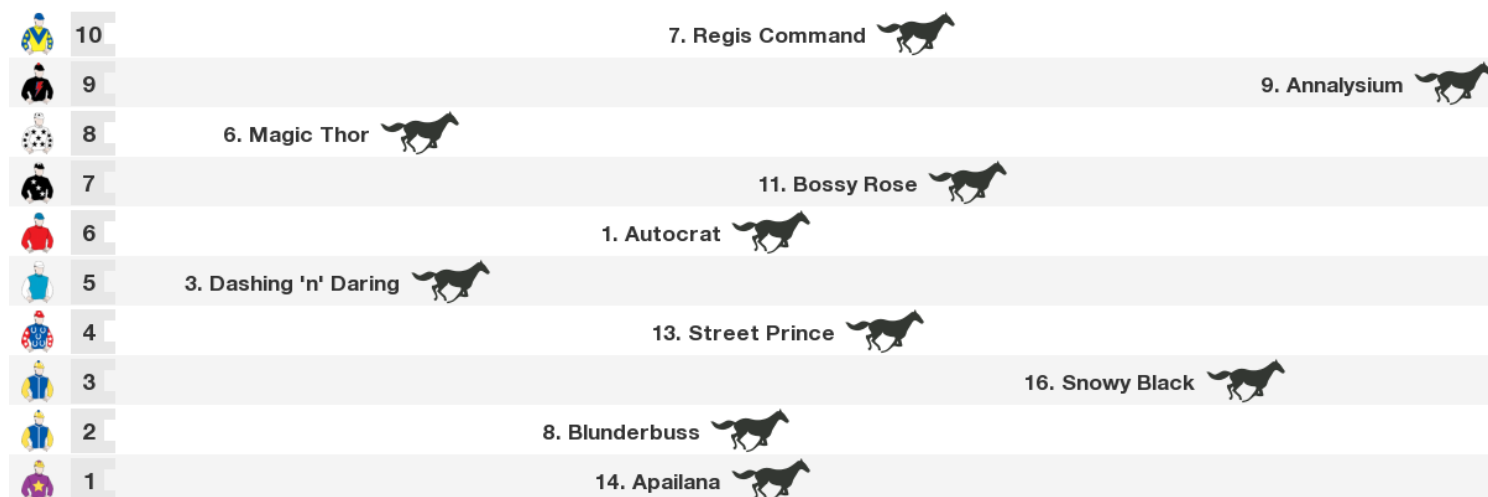 10 7. Regis Command
9 9. Annalysium
8 6. Magic Thor
7 11. Bossy Rose
6 1. Autocrat
5 3. Dashing 'n' Daring
4 13. Street Prince
3 16. Snowy Black
2 8. Blunderbuss
1 14. Apailana